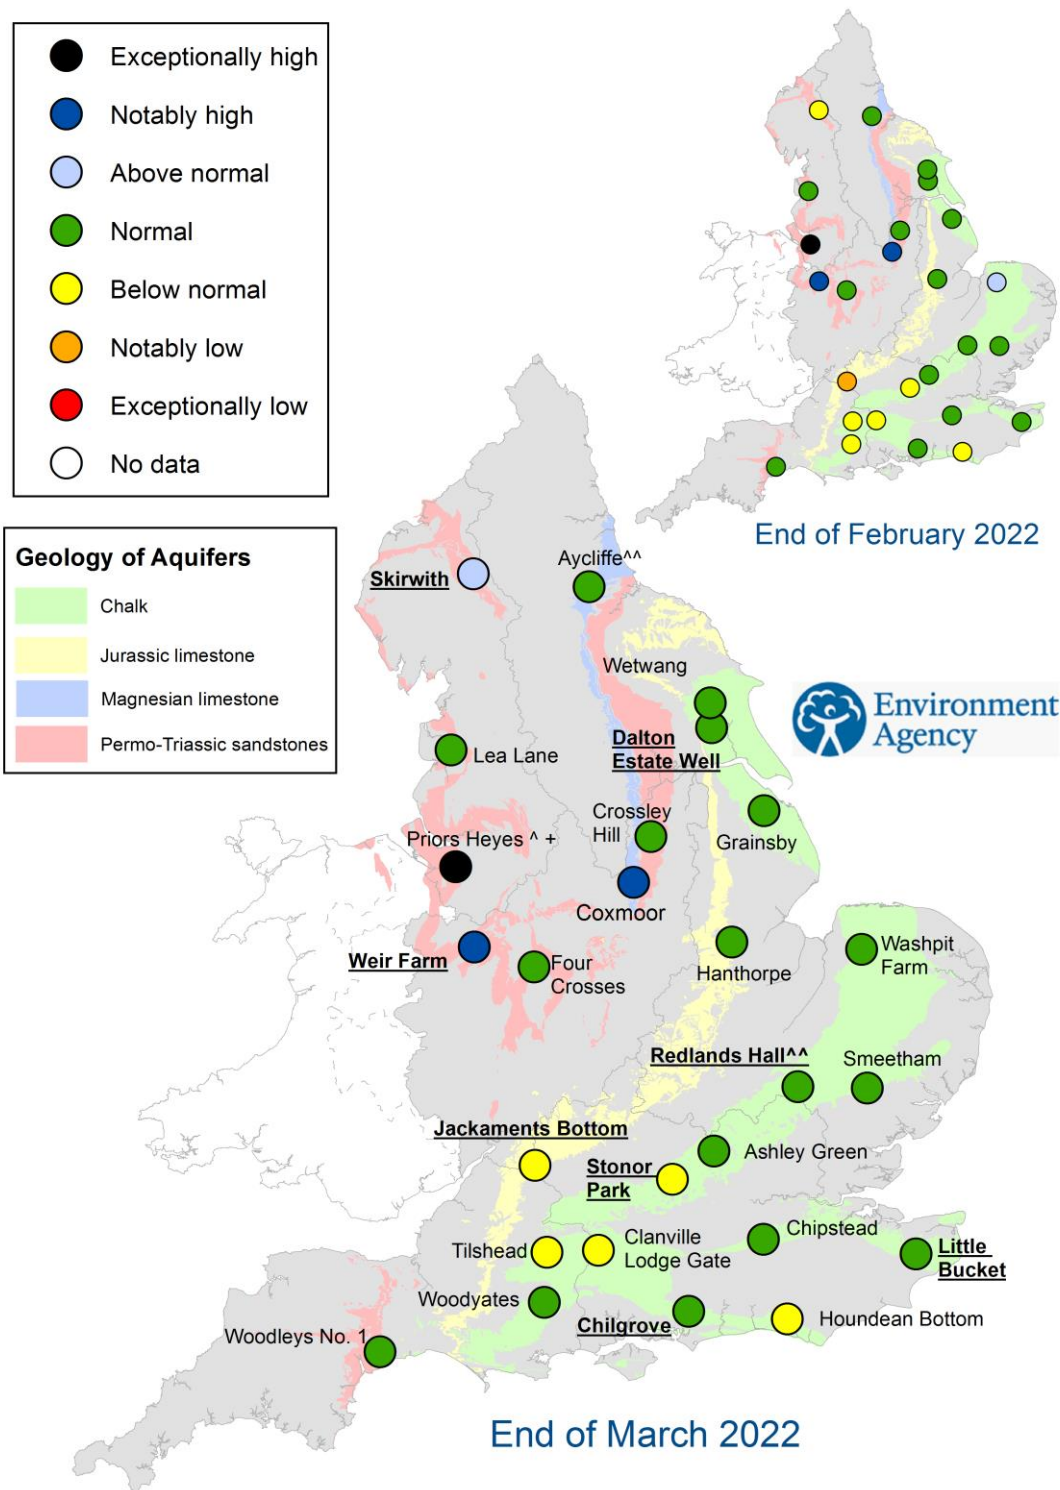 Exceptionally high
Notably high
Above normal
Normal
Below normal
Notably low
Exceptionally low
No data
End of February 2022
Geology of Aquifers
Chalk
Jurassic limestone
Magnesian limestone
Permo-Triassic sandstones
Environment
Agency
Skirwith
Aycliffe^^
Wetwang
Dalton
Estate Well
Lea Lane
Crossley
Hill
Grainsby
Priors Heyes ^ +
Coxmoor
Weir Farm
Four
Crosses
Hanthorpe
Washpit
Farm
Redlands Hall^^
Smeetham
Jackaments Bottom
Ashley Green
Stonor
Park
Tilshead
Clanville
Lodge Gate
Chipstead
Little
Bucket
Woodyates
Chilgrove
Houndean Bottom
Woodleys No. 1
End of March 2022